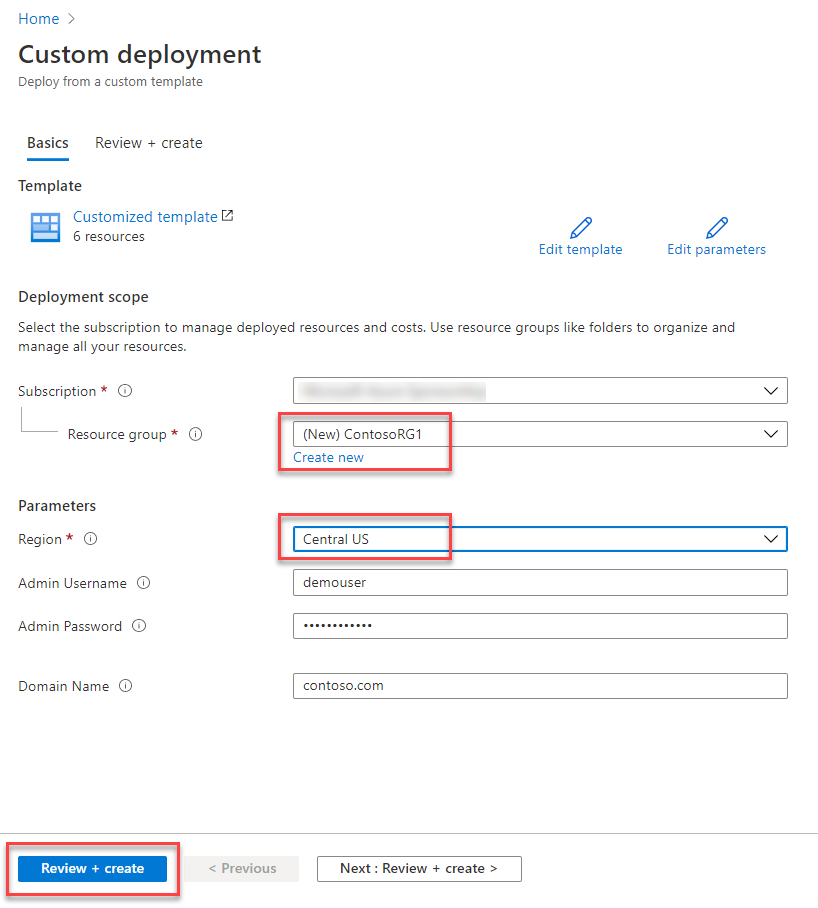 Home >
Custom deployment
Deploy from a custom template
Basics Review + create
Template
Customized template
6 resources
Edit template Edit parameters
Deployment scope
Select the subscription to manage deployed resources and costs. Use resource groups like folders to organize and
manage all your resources.
Subscription *
Resource group * (New) ContosoRG1
Create new
Parameters
Region * Central US
Admin Username demouser
Admin Password ••••••••••••
Domain Name contoso.com
Review + create < Previous Next : Review + create >